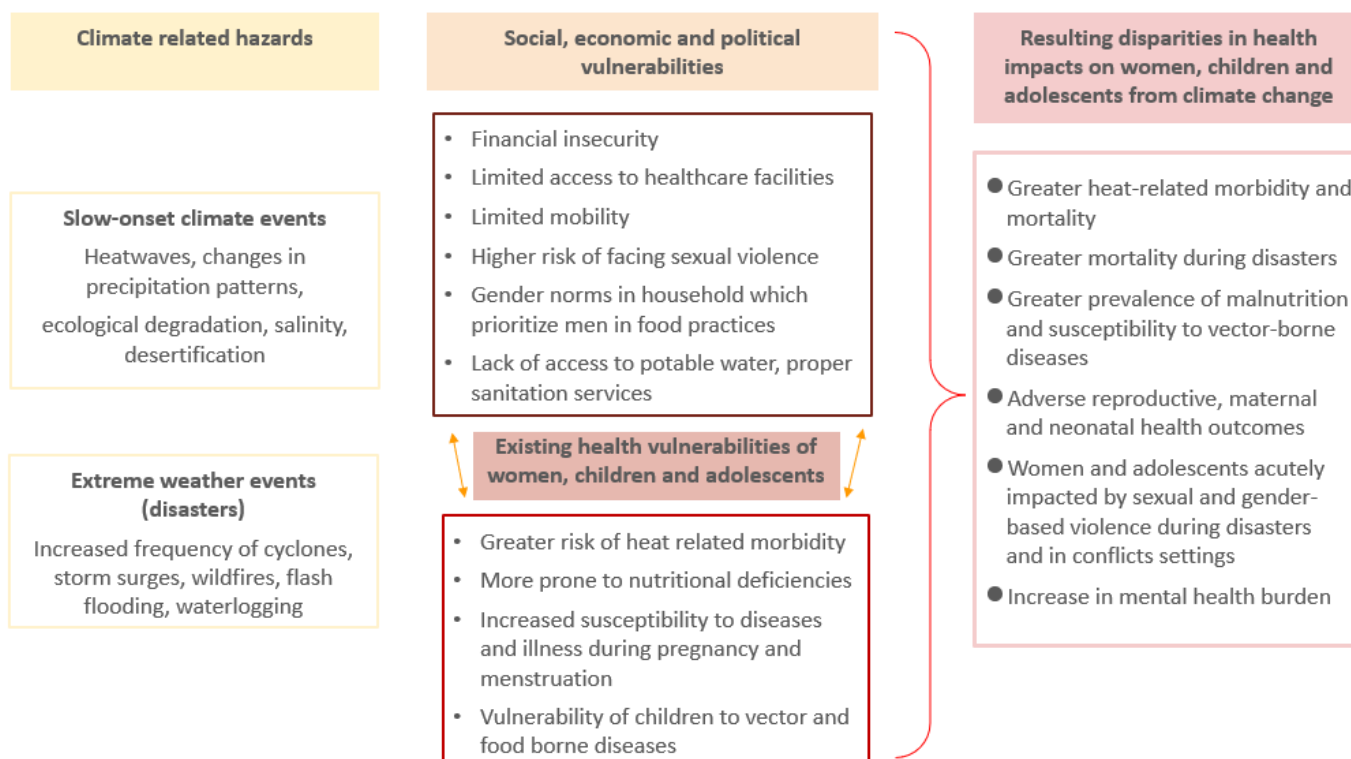 Climate related hazards
Slow-onset climate events
Heatwaves, changes in
precipitation patterns,
ecological degradation, salinity,
desertification
Extreme weather events
(disasters)
Increased frequency of cyclones,
storm surges, wildfires, flash
flooding, waterlogging
Social, economic and political
vulnerabilities
• Financial insecurity
• Limited access to healthcare facilities
• Limited mobility
• Higher risk of facing sexual violence
• Gender norms in household which
prioritize men in food practices
• Lack of access to potable water, proper
sanitation services
Existing health vulnerabilities of
women, children and adolescents
• Greater risk of heat related morbidity
• More prone to nutritional deficiencies
• Increased susceptibility to diseases
and illness during pregnancy and
menstruation
• Vulnerability of children to vector and
food borne diseases
Resulting disparities in health
impacts on women, children and
adolescents from climate change
● Greater heat-related morbidity and
mortality
● Greater mortality during disasters
● Greater prevalence of malnutrition
and susceptibility to vector-borne
diseases
● Adverse reproductive, maternal
and neonatal health outcomes
● Women and adolescents acutely
impacted by sexual and gender-
based violence during disasters
and in conflicts settings
● Increase in mental health burden